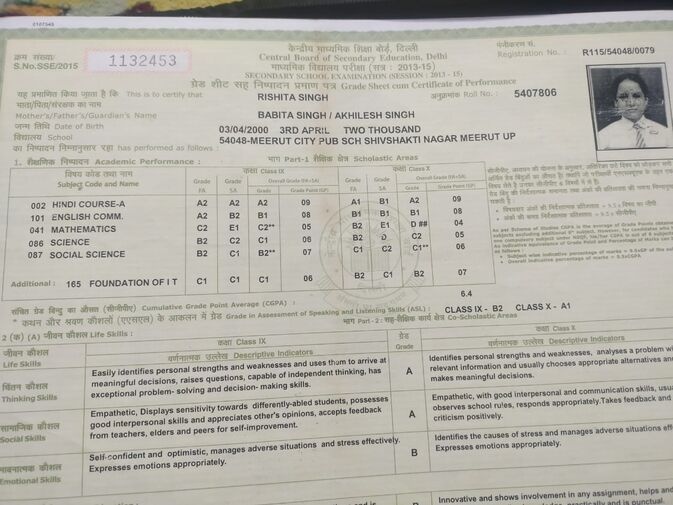 0107543
क्रम संख्या/
S.No.SSE/2015
1132453
केन्द्रीय माध्यमिक शिक्षा बोर्ड, दिल्ली
Central Board of Secondary Education, Delhi
माध्यमिक विद्यालय परीक्षा (सत्र : 2013-15)
SECONDARY SCHOOL EXAMINATION (SESSION : 2013 - 15)
ग्रेड शीट सह निष्पादन प्रमाण पत्र Grade Sheet cum Certificate of Performance
पंजीकरण सं.
Registration No. : R115/54048/0079
यह प्रमाणित किया जाता है कि This is to certify that RISHITA SINGH अनुक्रमांक Roll No. : 5407806
माता/पिता/संरक्षक का नाम
Mother's/Father's/Guardian's Name BABITA SINGH / AKHILESH SINGH
जन्म तिथि Date of Birth 03/04/2000 3RD APRIL TWO THOUSAND
विद्यालय School 54048-MEERUT CITY PUB SCH SHIVSHAKTI NAGAR MEERUT UP
का निष्पादन निम्नानुसार रहा has performed as follows :
भाग Part-1 शैक्षिक क्षेत्र Scholastic Areas
1. शैक्षणिक निष्पादन Academic Performance :
विषय कोड तथा नाम
Subject Code and Name
कक्षा Class IX
कक्षा Class X
Grade FA Grade SA Overall Grade (FA+SA) Grade Grade Point (GP)
Grade FA Grade SA Overall Grade (FA+SA) Grade Grade Point (GP)
002 HINDI COURSE-A A2 A2 A2 09 A1 B1 A2 09
101 ENGLISH COMM. A2 B2 B1 08 B1 B1 B1 08
041 MATHEMATICS C2 E1 C2** 05 B2 E1 D ## 04
086 SCIENCE B2 C2 C1 06 B2 D C2 05
087 SOCIAL SCIENCE B2 C1 B2** 07 C1 C2 C1** 06
Additional : 165 FOUNDATION OF I T C1 C1 C1 06 B2 C1 B2 07
संचित ग्रेड बिन्दु का औसत (सीजीपीए) Cumulative Grade Point Average (CGPA) : 6.4
* कथन और श्रवण कौशलों (एएसएल) के आकलन में ग्रेड Grade in Assessment of Speaking and Listening Skills (ASL) : CLASS IX - B2 CLASS X - A1
भाग Part-2 : सह-शैक्षिक कार्य क्षेत्र Co-Scholastic Areas
2 (क) (A) जीवन कौशल Life Skills :
कक्षा Class IX
वर्णनात्मक उल्लेख Descriptive Indicators
ग्रेड
Grade
कक्षा Class X
वर्णनात्मक उल्लेख Descriptive Indicators
जीवन कौशल
Life Skills
चिंतन कौशल
Thinking Skills
Easily identifies personal strengths and weaknesses and uses them to arrive at
meaningful decisions, raises questions, capable of independent thinking, has
exceptional problem- solving and decision- making skills.
A
Identifies personal strengths and weaknesses, analyses a problem
relevant information and usually chooses appropriate alternatives
makes meaningful decisions.
सामाजिक कौशल
Social Skills
Empathetic, Displays sensitivity towards differently-abled students, possesses
good interpersonal skills and appreciates other's opinions, accepts feedback
from teachers, elders and peers for self-improvement.
A
Empathetic, with good interpersonal and communication skills,
observes school rules, responds appropriately.Takes feedback and
criticism positively.
भावनात्मक कौशल
Emotional Skills
Self-confident and optimistic, manages adverse situations and stress effectively.
Expresses emotions appropriately.
B
Identifies the causes of stress and manages adverse situations
Expresses emotions appropriately.
Innovative and shows involvement in any assignment, helps and
practically and is punctual.